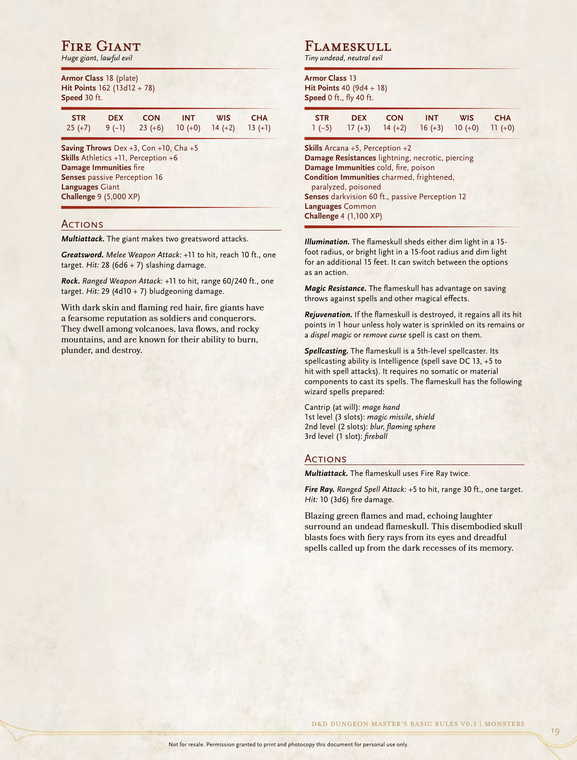 Fire Giant
Huge giant, lawful evil
Armor Class 18 (plate)
Hit Points 162 (13d12 + 78)
Speed 30 ft.
STR DEX CON INT WIS CHA
25 (+7) 9 (−1) 23 (+6) 10 (+0) 14 (+2) 13 (+1)
Saving Throws Dex +3, Con +10, Cha +5
Skills Athletics +11, Perception +6
Damage Immunities fire
Senses passive Perception 16
Languages Giant
Challenge 9 (5,000 XP)
Actions
Multiattack. The giant makes two greatsword attacks.
Greatsword. Melee Weapon Attack: +11 to hit, reach 10 ft., one
target. Hit: 28 (6d6 + 7) slashing damage.
Rock. Ranged Weapon Attack: +11 to hit, range 60/240 ft., one
target. Hit: 29 (4d10 + 7) bludgeoning damage.
With dark skin and flaming red hair, fire giants have
a fearsome reputation as soldiers and conquerors.
They dwell among volcanoes, lava flows, and rocky
mountains, and are known for their ability to burn,
plunder, and destroy.
Flameskull
Tiny undead, neutral evil
Armor Class 13
Hit Points 40 (9d4 + 18)
Speed 0 ft., fly 40 ft.
STR DEX CON INT WIS CHA
1 (−5) 17 (+3) 14 (+2) 16 (+3) 10 (+0) 11 (+0)
Skills Arcana +5, Perception +2
Damage Resistances lightning, necrotic, piercing
Damage Immunities cold, fire, poison
Condition Immunities charmed, frightened,
paralyzed, poisoned
Senses darkvision 60 ft., passive Perception 12
Languages Common
Challenge 4 (1,100 XP)
Illumination. The flameskull sheds either dim light in a 15-
foot radius, or bright light in a 15-foot radius and dim light
for an additional 15 feet. It can switch between the options
as an action.
Magic Resistance. The flameskull has advantage on saving
throws against spells and other magical effects.
Rejuvenation. If the flameskull is destroyed, it regains all its hit
points in 1 hour unless holy water is sprinkled on its remains or
a dispel magic or remove curse spell is cast on them.
Spellcasting. The flameskull is a 5th-level spellcaster. Its
spellcasting ability is Intelligence (spell save DC 13, +5 to
hit with spell attacks). It requires no somatic or material
components to cast its spells. The flameskull has the following
wizard spells prepared:
Cantrip (at will): mage hand
1st level (3 slots): magic missile, shield
2nd level (2 slots): blur, flaming sphere
3rd level (1 slot): fireball
Actions
Multiattack. The flameskull uses Fire Ray twice.
Fire Ray. Ranged Spell Attack: +5 to hit, range 30 ft., one target.
Hit: 10 (3d6) fire damage.
Blazing green flames and mad, echoing laughter
surround an undead flameskull. This disembodied skull
blasts foes with fiery rays from its eyes and dreadful
spells called up from the dark recesses of its memory.
D&D Dungeon Master's Basic Rules v0.3 | Monsters
19
Not for resale. Permission granted to print and photocopy this document for personal use only.